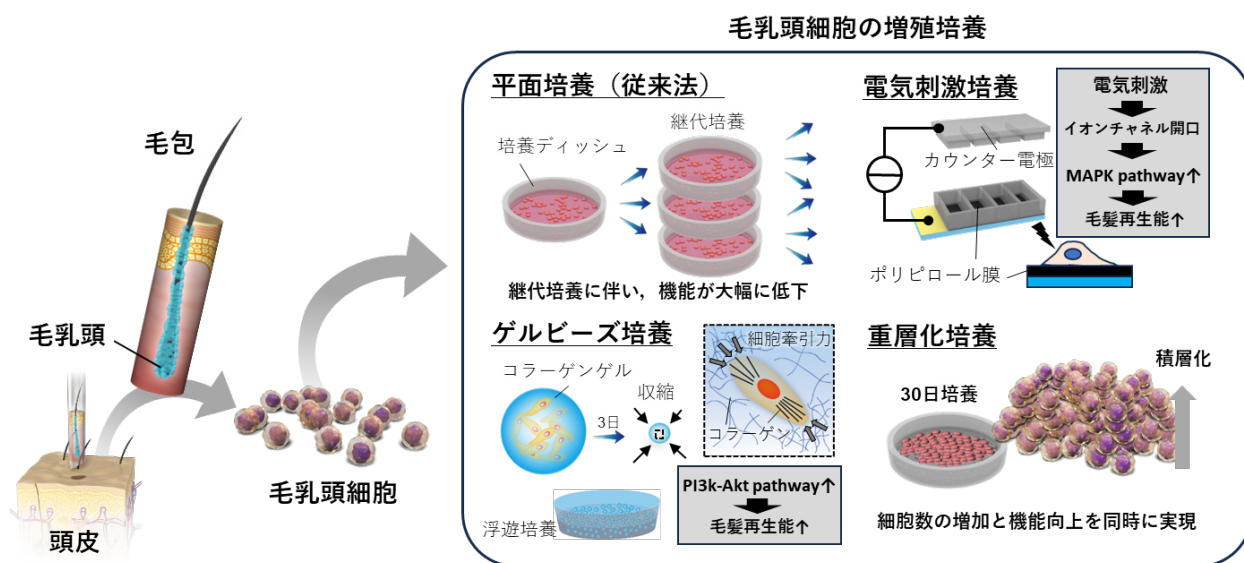 毛乳頭細胞の増殖培養
毛包
毛乳頭
頭皮
毛乳頭細胞
平面培養（従来法）
培養ディッシュ
継代培養
継代培養に伴い，機能が大幅に低下
電気刺激培養
カウンター電極
ポリピロール膜
電気刺激
イオンチャネル開口
MAPK pathway↑
毛髪再生能↑
ゲルビーズ培養
コラーゲンゲル
3日
収縮
浮遊培養
細胞牽引力
コラーゲン
PI3k-Akt pathway↑
毛髪再生能↑
重層化培養
30日培養
積層化
細胞数の増加と機能向上を同時に実現